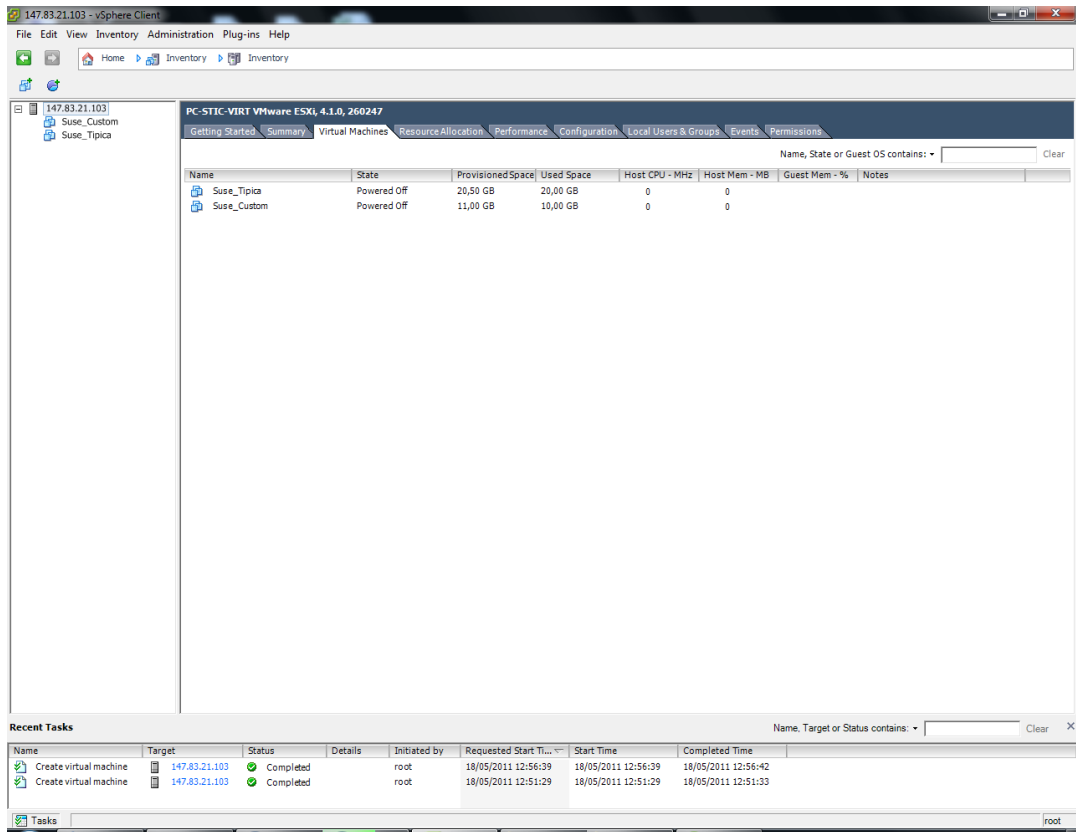 147.83.21.103 - vSphere Client
File Edit View Inventory Administration Plug-ins Help
Home Inventory Inventory
147.83.21.103
Suse_Custom
Suse_Tipica
PC-STIC-VIRT VMware ESXi, 4.1.0, 260247
Getting Started Summary Virtual Machines Resource Allocation Performance Configuration Local Users & Groups Events Permissions
Name, State or Guest OS contains: Clear
Name State Provisioned Space Used Space Host CPU - MHz Host Mem - MB Guest Mem - % Notes
Suse_Tipica Powered Off 20,50 GB 20,00 GB 0 0
Suse_Custom Powered Off 11,00 GB 10,00 GB 0 0
Recent Tasks Name, Target or Status contains: Clear
Name Target Status Details Initiated by Requested Start Ti... Start Time Completed Time
Create virtual machine 147.83.21.103 Completed root 18/05/2011 12:56:39 18/05/2011 12:56:39 18/05/2011 12:56:42
Create virtual machine 147.83.21.103 Completed root 18/05/2011 12:51:29 18/05/2011 12:51:29 18/05/2011 12:51:33
Tasks root